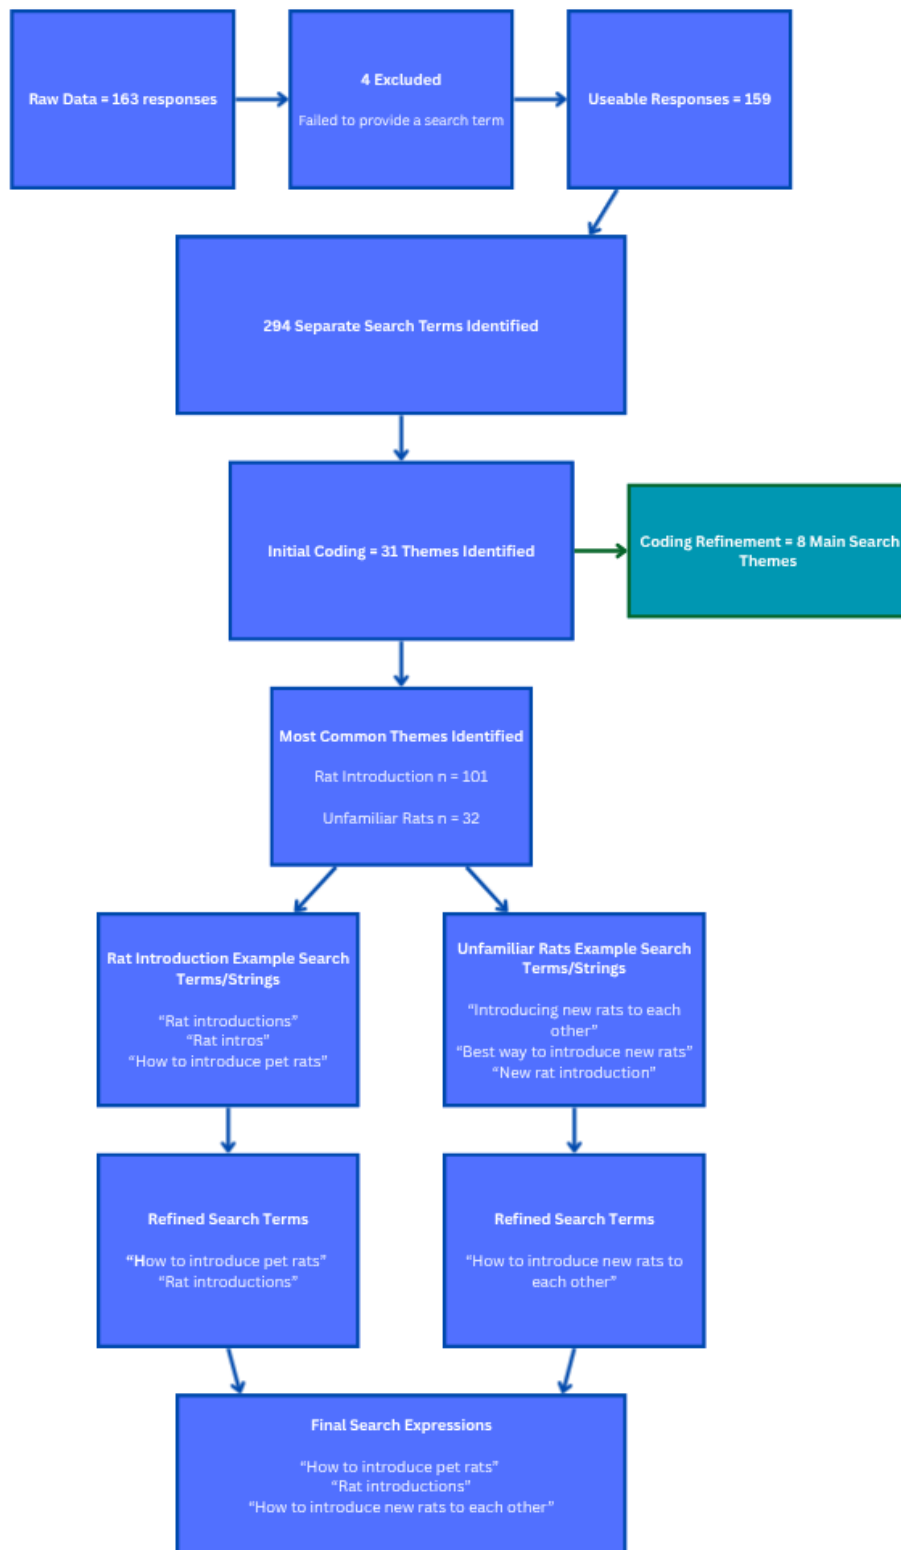 Raw Data = 163 responses
4 Excluded
Failed to provide a search term
Useable Responses = 159
294 Separate Search Terms Identified
Initial Coding = 31 Themes Identified
Coding Refinement = 8 Main Search
Themes
Most Common Themes Identified
Rat Introduction n = 101
Unfamiliar Rats n = 32
Rat Introduction Example Search
Terms/Strings
“Rat introductions”
“Rat intros”
“How to introduce pet rats”
Unfamiliar Rats Example Search
Terms/Strings
“Introducing new rats to each
other”
“Best way to introduce new rats”
“New rat introduction”
Refined Search Terms
“How to introduce pet rats”
“Rat introductions”
Refined Search Terms
“How to introduce new rats to
each other”
Final Search Expressions
“How to introduce pet rats”
“Rat introductions”
“How to introduce new rats to each other”